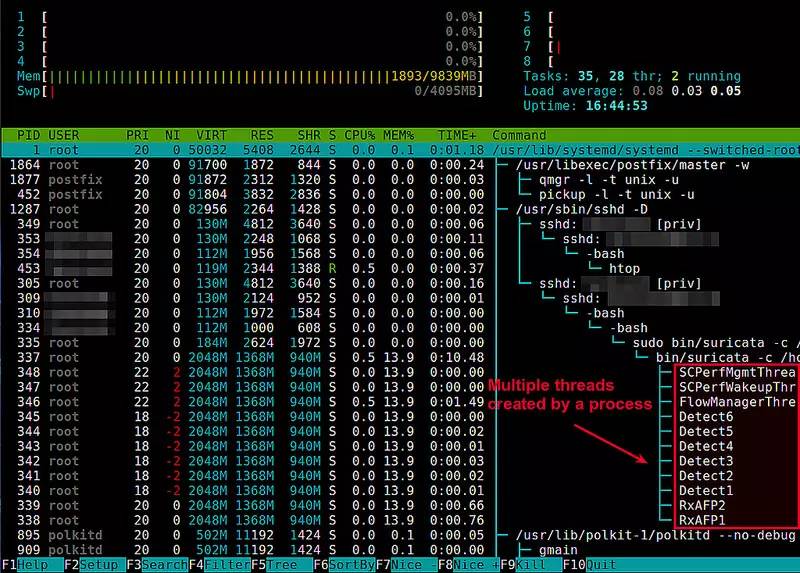 1 [ 0.0%] 5 [
2 [ 0.0%] 6 [
3 [ 0.0%] 7 [|
4 [ 0.0%] 8 [
Mem[||||||||||||||||||||||||||||||||||||||||||||||||1893/9839MB] Tasks: 35, 28 thr; 2 running
Swp[| 0/4095MB] Load average: 0.08 0.03 0.05
Uptime: 16:44:53
PID USER PRI NI VIRT RES SHR S CPU% MEM% TIME+ Command
1 root 20 0 50032 5408 2644 S 0.0 0.1 0:01.18 /usr/lib/systemd/systemd --switched-root
1864 root 20 0 91700 1872 844 S 0.0 0.0 0:00.24 ├─ /usr/libexec/postfix/master -w
1877 postfix 20 0 91872 2312 1320 S 0.0 0.0 0:00.03 │ ├─ qmgr -l -t unix -u
452 postfix 20 0 91804 3832 2836 S 0.0 0.0 0:00.00 │ └─ pickup -l -t unix -u
1287 root 20 0 82956 2264 1428 S 0.0 0.0 0:00.02 ├─ /usr/sbin/sshd -D
349 root 20 0 130M 4812 3640 S 0.0 0.0 0:00.06 │ ├─ sshd: [priv]
353 20 0 130M 2248 1068 S 0.0 0.0 0:00.11 │ │ └─ sshd:
354 20 0 112M 1956 1568 S 0.0 0.0 0:00.06 │ │ └─ -bash
453 20 0 119M 2344 1388 R 0.5 0.0 0:00.37 │ │ └─ htop
305 root 20 0 130M 4812 3640 S 0.0 0.0 0:00.16 │ └─ sshd: [priv]
309 20 0 130M 2124 952 S 0.0 0.0 0:00.01 │ └─ sshd:
310 20 0 112M 1972 1584 S 0.0 0.0 0:00.00 │ └─ -bash
334 20 0 112M 1000 608 S 0.0 0.0 0:00.00 │ └─ -bash
335 root 20 0 184M 2624 1972 S 0.0 0.0 0:00.00 │ └─ sudo bin/suricata -c /
337 root 20 0 2048M 1368M 940M S 0.5 13.9 0:10.48 │ └─ bin/suricata -c /ho
348 root 22 2 2048M 1368M 940M S 0.0 13.9 0:00.00 │ ├─ SCPerfMgmtThrea
347 root 22 2 2048M 1368M 940M S 0.0 13.9 0:00.06 │ ├─ SCPerfWakeupThr
346 root 22 2 2048M 1368M 940M S 0.5 13.9 0:01.49 │ ├─ FlowManagerThre
345 root 18 -2 2048M 1368M 940M S 0.0 13.9 0:00.00 │ ├─ Detect6
344 root 18 -2 2048M 1368M 940M S 0.0 13.9 0:00.00 │ ├─ Detect5
343 root 18 -2 2048M 1368M 940M S 0.0 13.9 0:00.02 │ ├─ Detect4
342 root 18 -2 2048M 1368M 940M S 0.0 13.9 0:00.03 │ ├─ Detect3
341 root 18 -2 2048M 1368M 940M S 0.0 13.9 0:00.02 │ ├─ Detect2
340 root 18 -2 2048M 1368M 940M S 0.0 13.9 0:00.01 │ ├─ Detect1
339 root 20 0 2048M 1368M 940M S 0.0 13.9 0:00.66 │ ├─ RxAFP2
338 root 20 0 2048M 1368M 940M S 0.0 13.9 0:00.76 │ └─ RxAFP1
895 polkitd 20 0 502M 11192 1424 S 0.0 0.1 0:00.05 ├─ /usr/lib/polkit-1/polkitd --no-debug
909 polkitd 20 0 502M 11192 1424 S 0.0 0.1 0:00.00 │ ├─ gmain
Multiple threads
created by a process
F1Help F2Setup F3SearchF4FilterF5Tree F6SortByF7Nice -F8Nice +F9Kill F10Quit